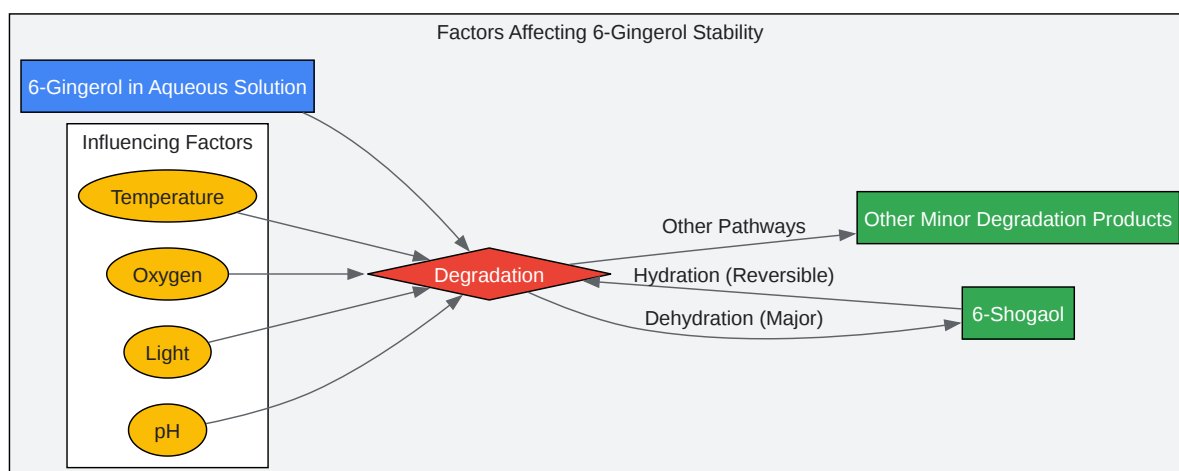 Factors Affecting 6-Gingerol Stability
6-Gingerol in Aqueous Solution
Influencing Factors
Temperature
Oxygen
Light
pH
Degradation
Other Pathways
Hydration (Reversible)
Dehydration (Major)
Other Minor Degradation Products
6-Shogaol